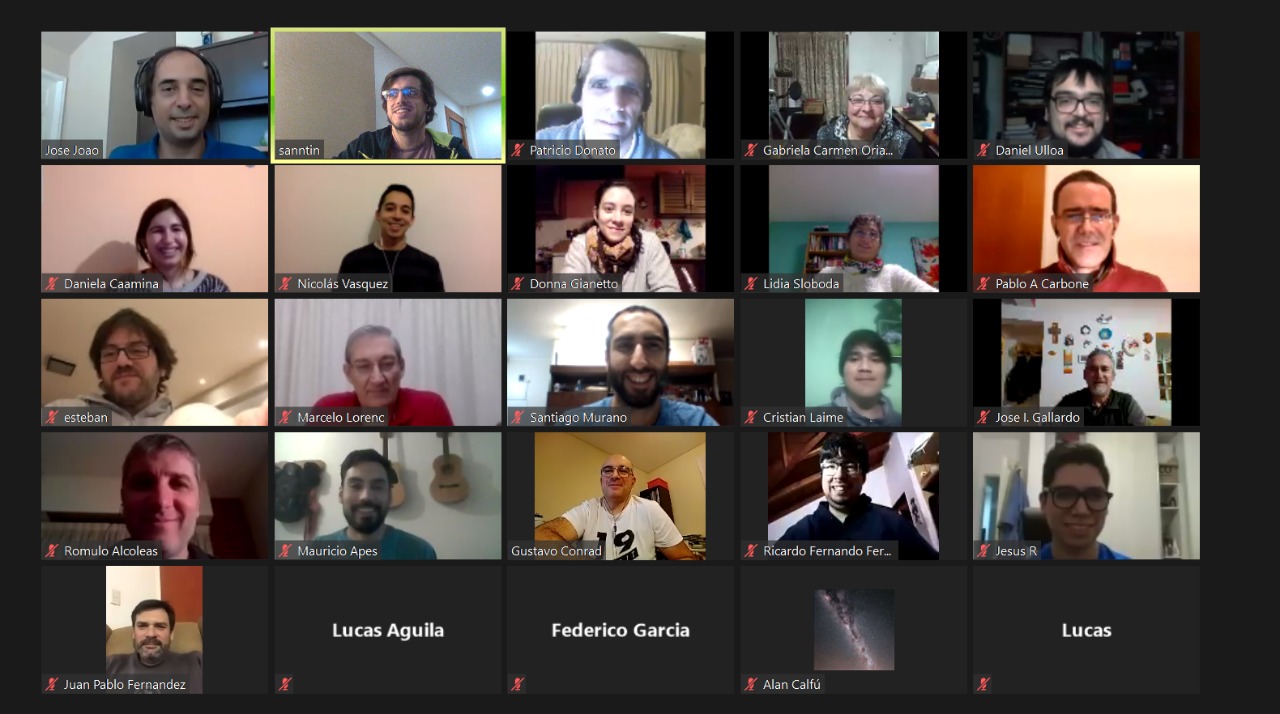 Jose Joao
sanntin
Patricio Donato
Gabriela Carmen Oria...
Daniel Ulloa
Daniela Caamina
Nicolás Vasquez
Donna Gianetto
Lidia Sloboda
Pablo A Carbone
esteban
Marcelo Lorenc
Santiago Murano
Cristian Laime
Jose I. Gallardo
Romulo Alcoleas
Mauricio Apes
19
Gustavo Conrad
Ricardo Fernando Fer...
Jesus R
Juan Pablo Fernandez
Lucas Aguila
Federico Garcia
Alan Calfú
Lucas